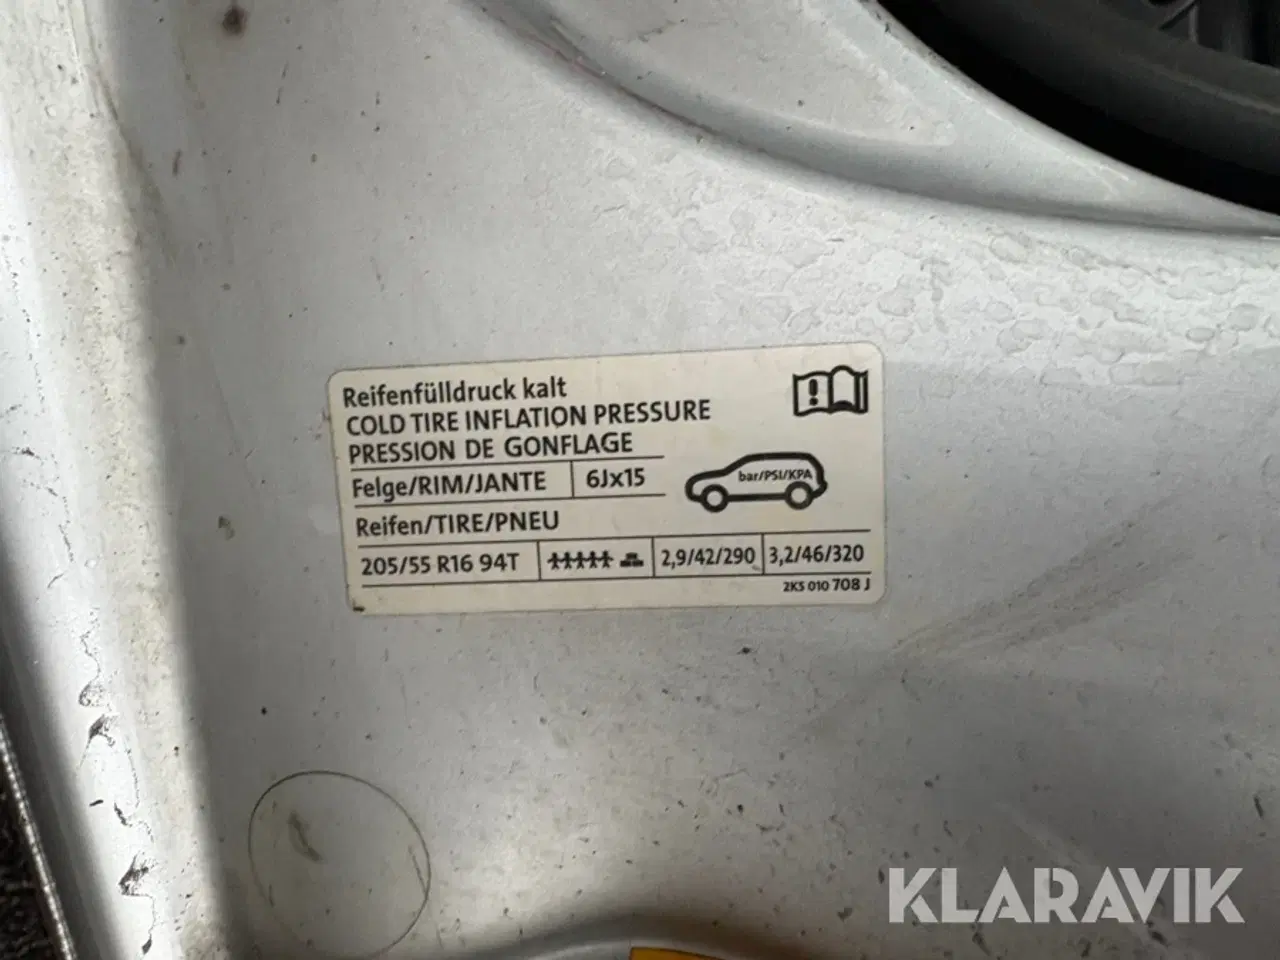 Reifenfülldruck kalt
COLD TIRE INFLATION PRESSURE
PRESSION DE GONFLAGE
Felge/RIM/JANTE 6Jx15
bar/PSI/KPA
Reifen/TIRE/PNEU
205/55 R16 94T 2,9/42/290 3,2/46/320
2K5 010 708 J
KLARAVIK